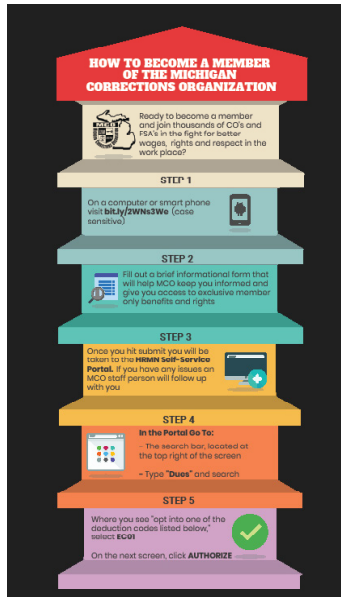 HOW TO BECOME A MEMBER
OF THE MICHIGAN
CORRECTIONS ORGANIZATION
Ready to become a member
and join thousands of CO's and
FSA's in the fight for better
wages, rights and respect in the
work place?
MCO
STEP 1
On a computer or smart phone
visit bit.ly/2WNs3We (case
sensitive)
STEP 2
Fill out a brief informational form that
will help MCO keep you informed and
give you access to exclusive member
only benefits and rights
STEP 3
Once you hit submit you will be
taken to the HRMN Self-Service
Portal. If you have any issues an
MCO staff person will follow up
with you
STEP 4
In the Portal Go To:
- The search bar, located at
the top right of the screen
- Type "Dues" and search
STEP 5
Where you see "opt into one of the
deduction codes listed below,"
select EC01
On the next screen, click AUTHORIZE